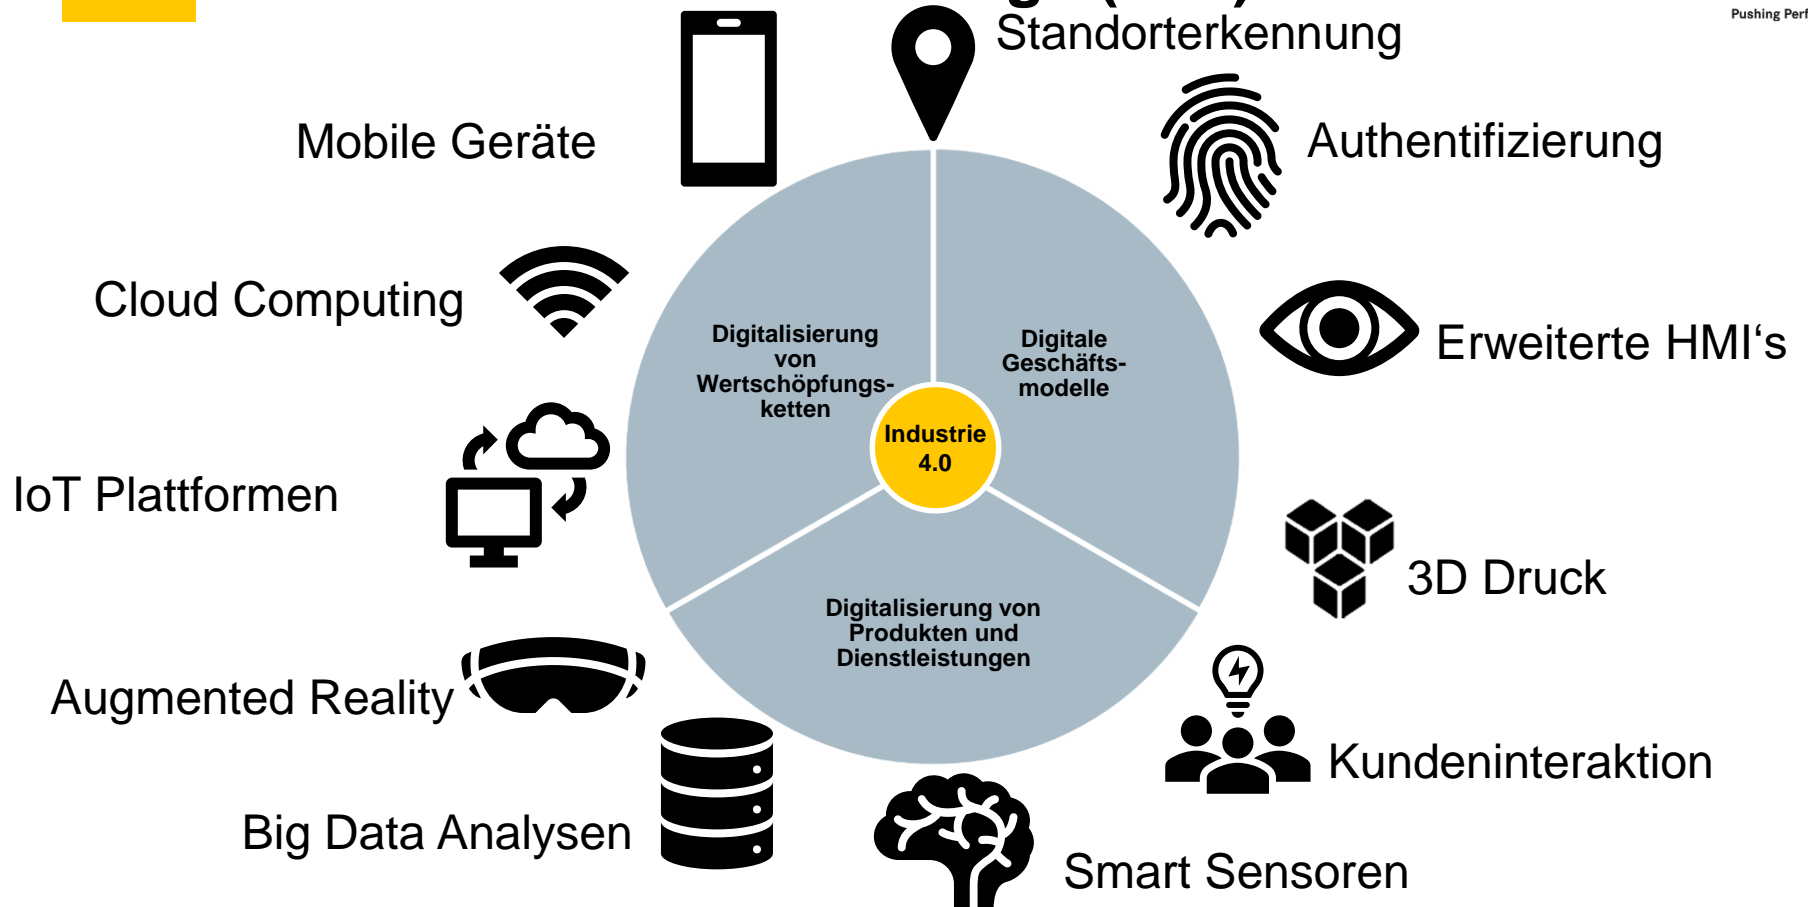 Pushing Perf
Standorterkennung
Mobile Geräte
Authentifizierung
Cloud Computing
Erweiterte HMI‘s
Digitalisierung
von
Wertschöpfungs-
ketten
Digitale
Geschäfts-
modelle
Industrie
4.0
IoT Plattformen
3D Druck
Digitalisierung von
Produkten und
Dienstleistungen
Augmented Reality
Kundeninteraktion
Big Data Analysen
Smart Sensoren